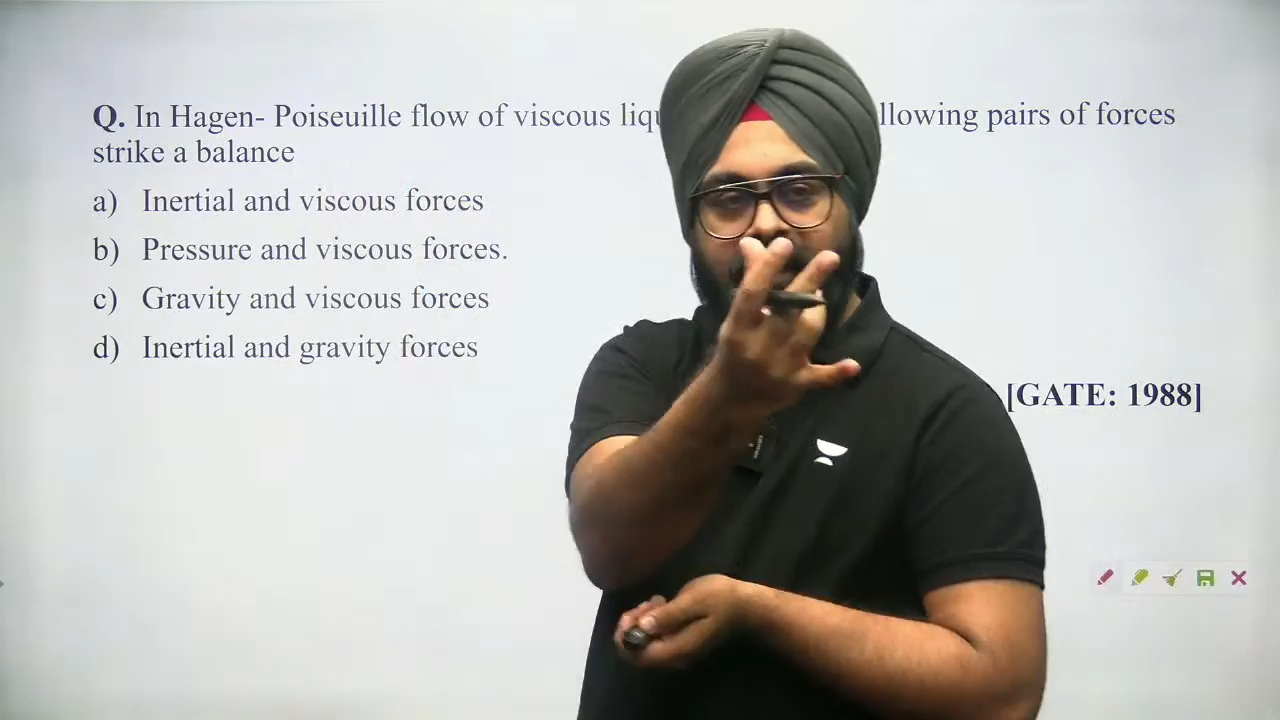 Q. In Hagen- Poiseuille flow of viscous llowing pairs of forces
strike a balance
a) Inertial and viscous forces
b) Pressure and viscous forces.
c) Gravity and viscous forces
d) Inertial and gravity forces
[GATE: 1988]